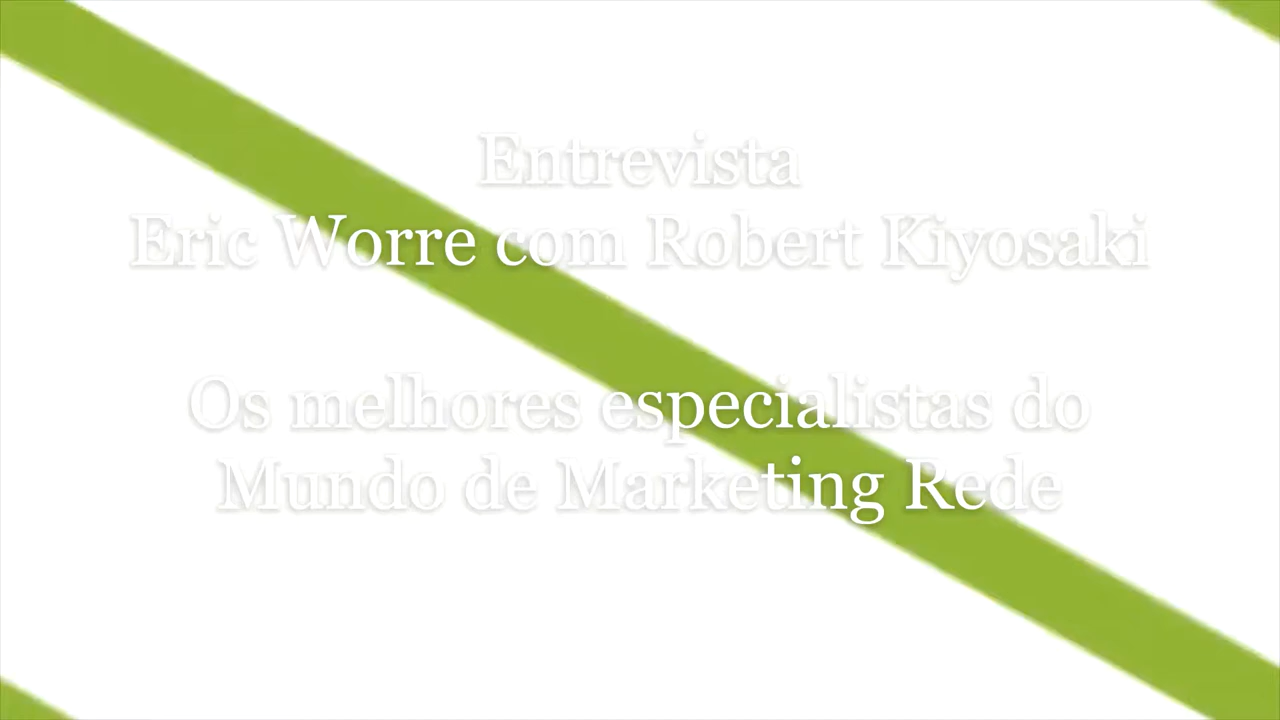 Entrevista
Eric Worre com Robert Kiyosaki
Os melhores especialistas do
Mundo de Marketing Rede